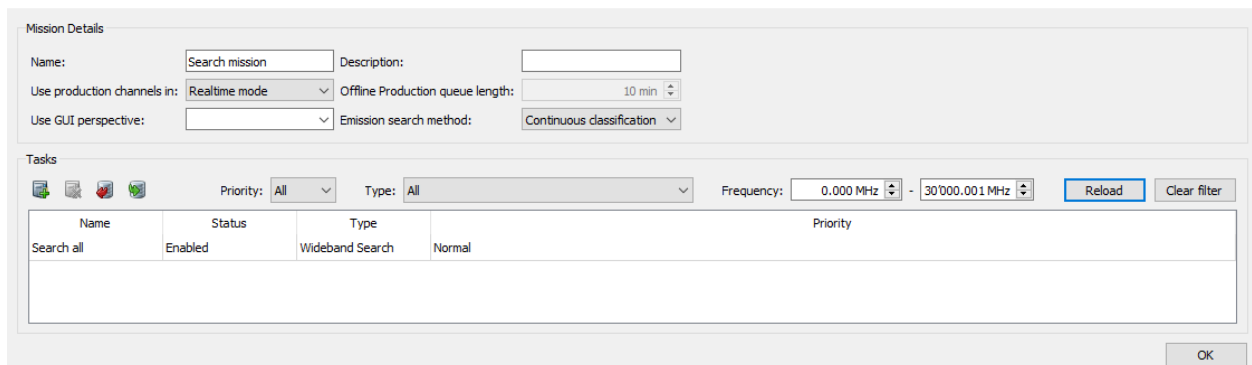 Mission Details
Name: Search mission Description:
Use production channels in: Realtime mode Offline Production queue length: 10 min
Use GUI perspective: Emission search method: Continuous classification
Tasks
Priority: All Type: All Frequency: 0.000 MHz - 30'000.001 MHz Reload Clear filter
Name Status Type Priority
Search all Enabled Wideband Search Normal
OK